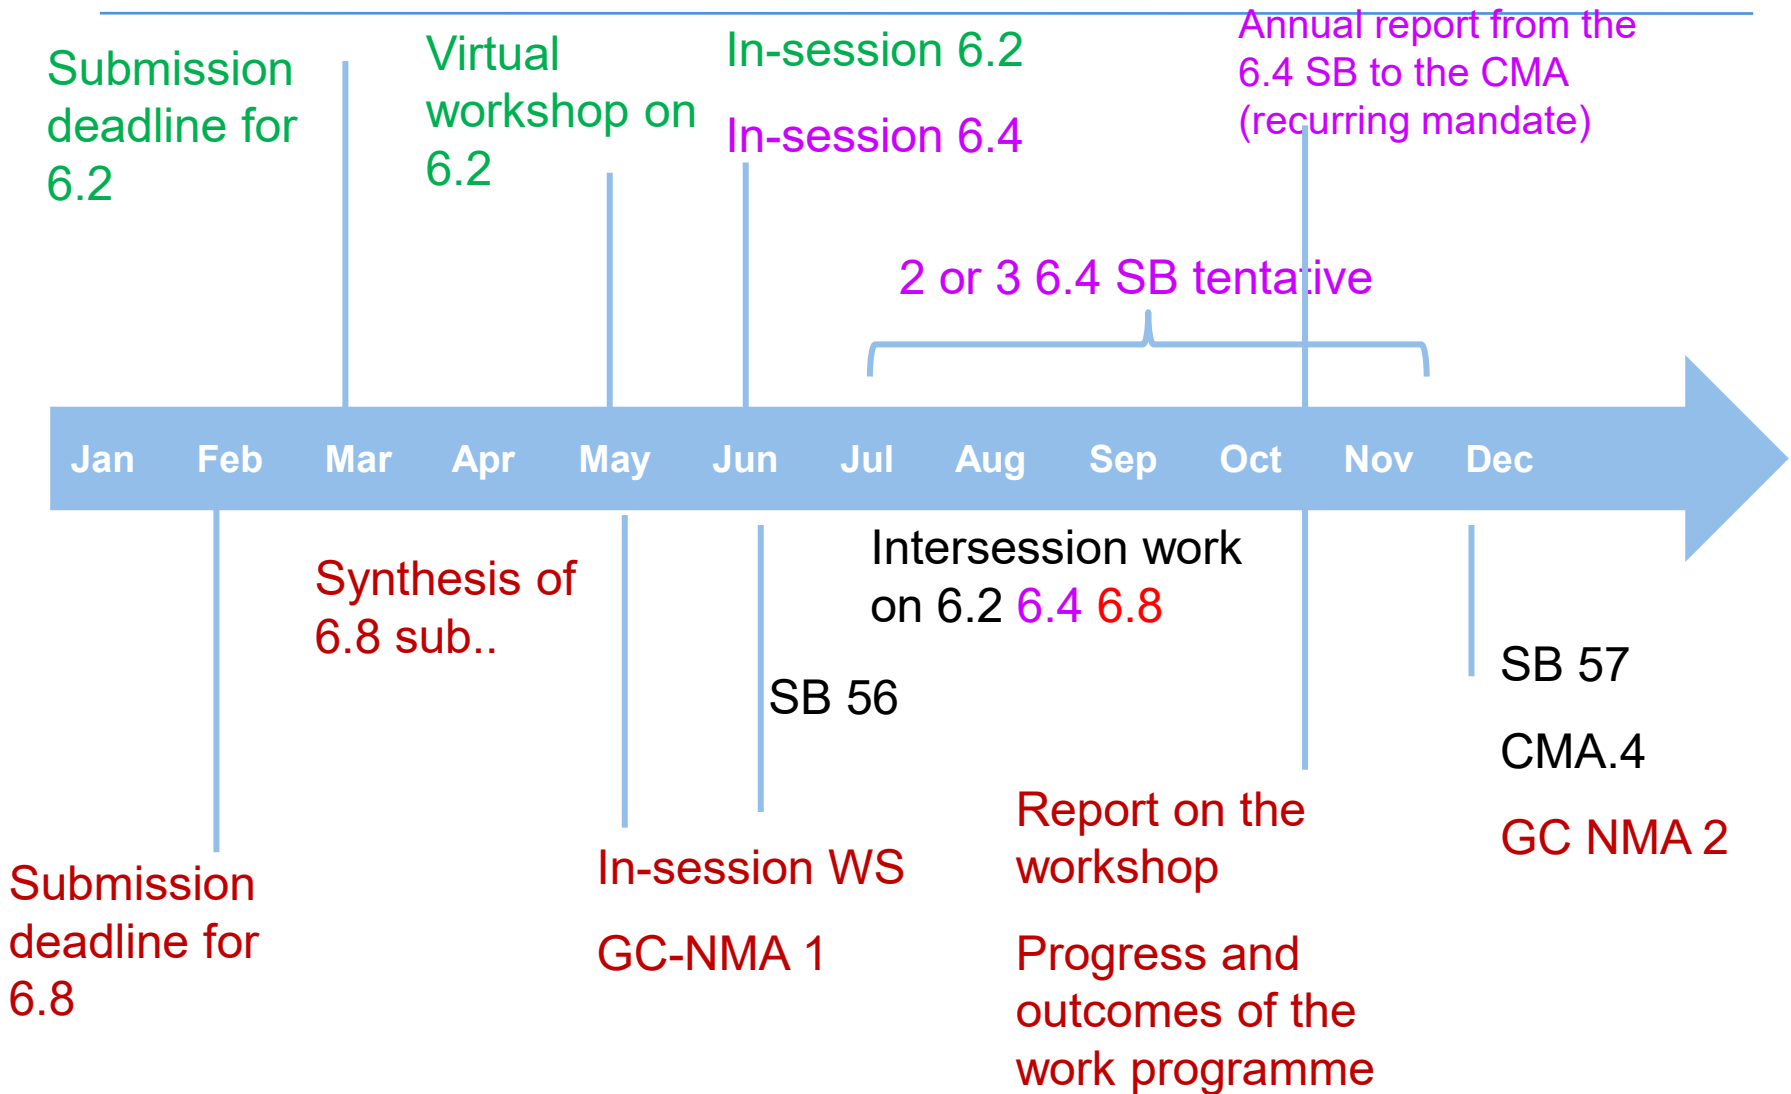 Submission
deadline for
6.2
Virtual
workshop on
6.2
In-session 6.2
In-session 6.4
Annual report from the
6.4 SB to the CMA
(recurring mandate)
2 or 3 6.4 SB tentative
Jan Feb Mar Apr May Jun Jul Aug Sep Oct Nov Dec
Submission
deadline for
6.8
Synthesis of
6.8 sub..
SB 56
In-session WS
GC-NMA 1
Intersession work
on 6.2 6.4 6.8
Report on the
workshop
Progress and
outcomes of the
work programme
SB 57
CMA.4
GC NMA 2